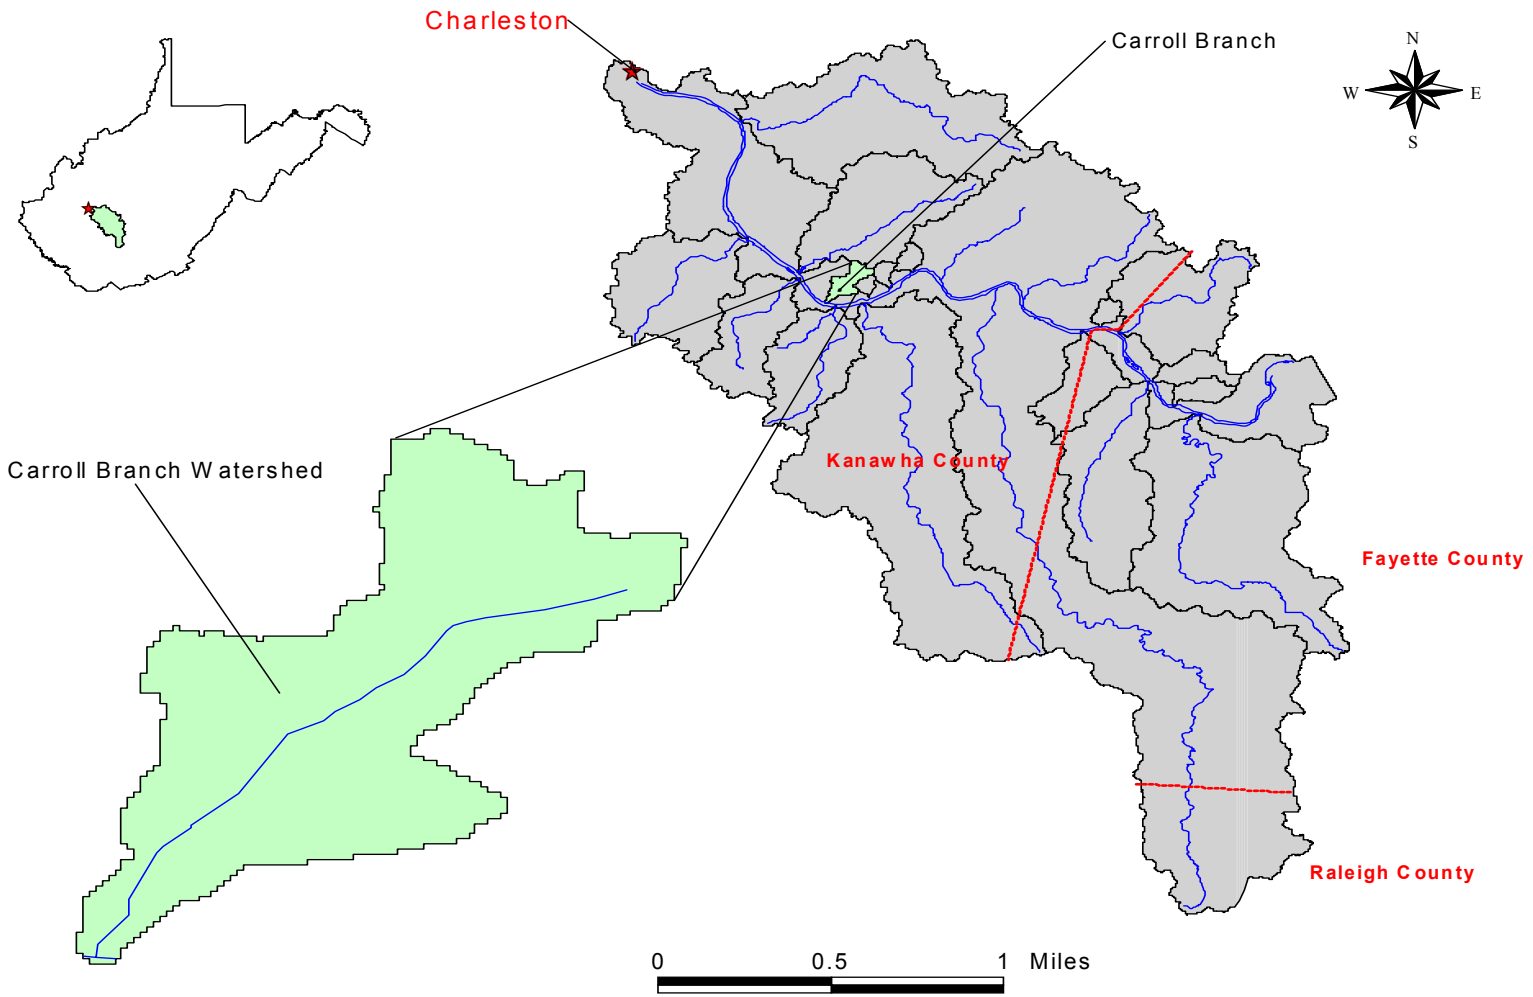 Charleston
Carroll Branch
N
W
E
S
Carroll Branch Watershed
Kanawha County
Fayette County
Raleigh County
0 0.5 1 Miles